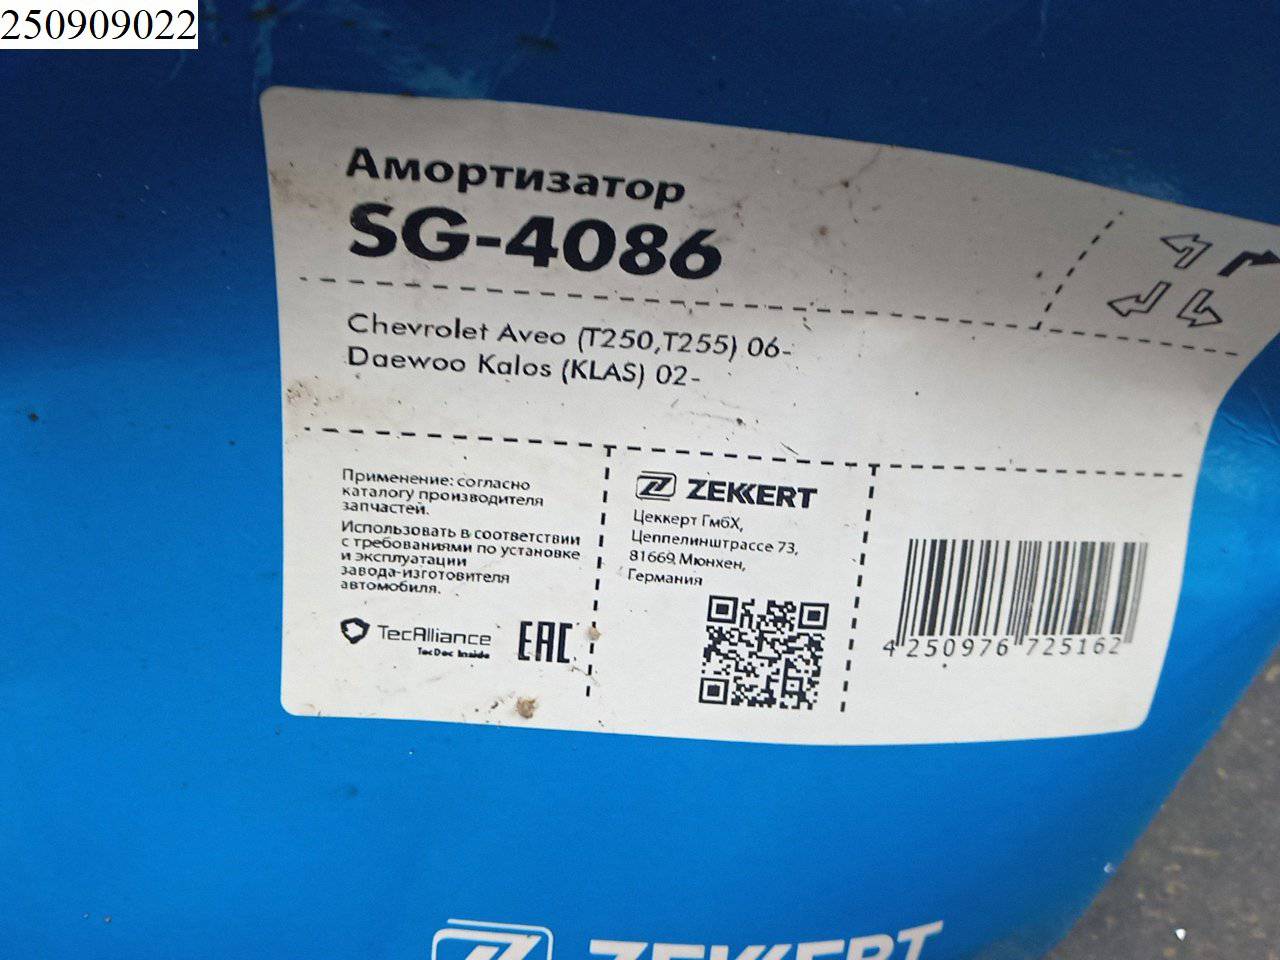 250909022
Амортизатор
SG-4086
Chevrolet Aveo (T250,T255) 06-
Daewoo Kalos (KLAS) 02-
Применение: согласно
каталогу производителя
запчастей.
Использовать в соответствии
с требованиями по установке
и эксплуатации
завода-изготовителя
автомобиля.
TecAlliance
TecDoc Inside
EAC
ZEKKERT
Цеккерт ГмбХ,
Цеппелинштрассе 73,
81669, Мюнхен,
Германия
4 250976 725162
ZEKKERT